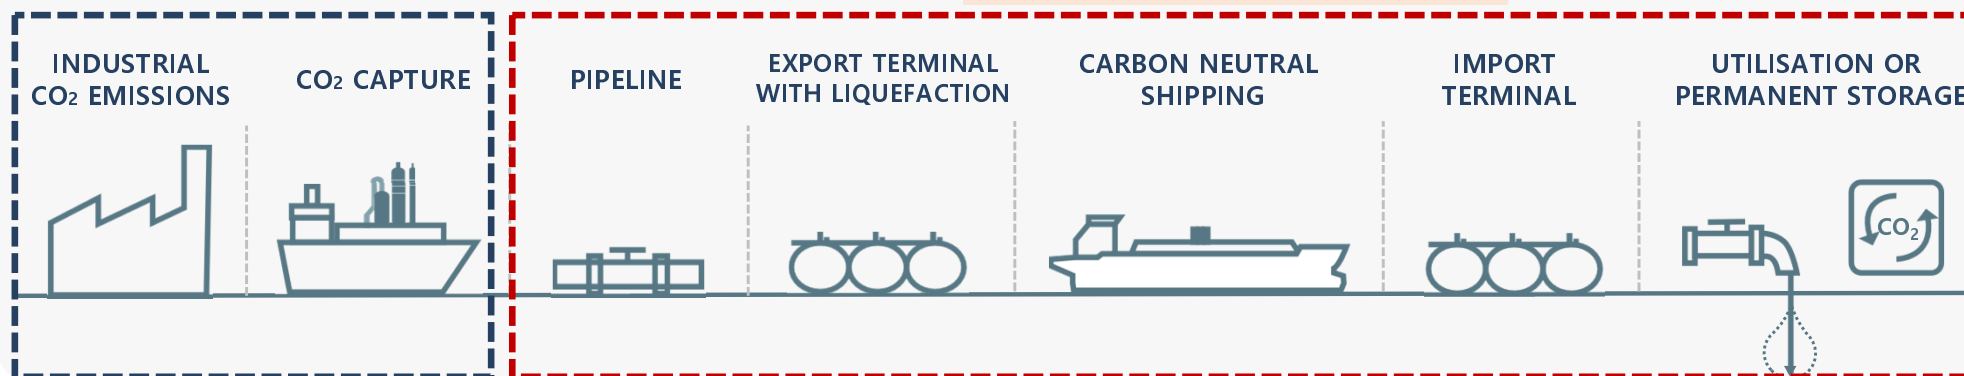 INDUSTRIAL
CO₂ EMISSIONS
CO₂ CAPTURE
PIPELINE
EXPORT TERMINAL
WITH LIQUEFACTION
CARBON NEUTRAL
SHIPPING
IMPORT
TERMINAL
UTILISATION OR
PERMANENT STORAGE
CO₂